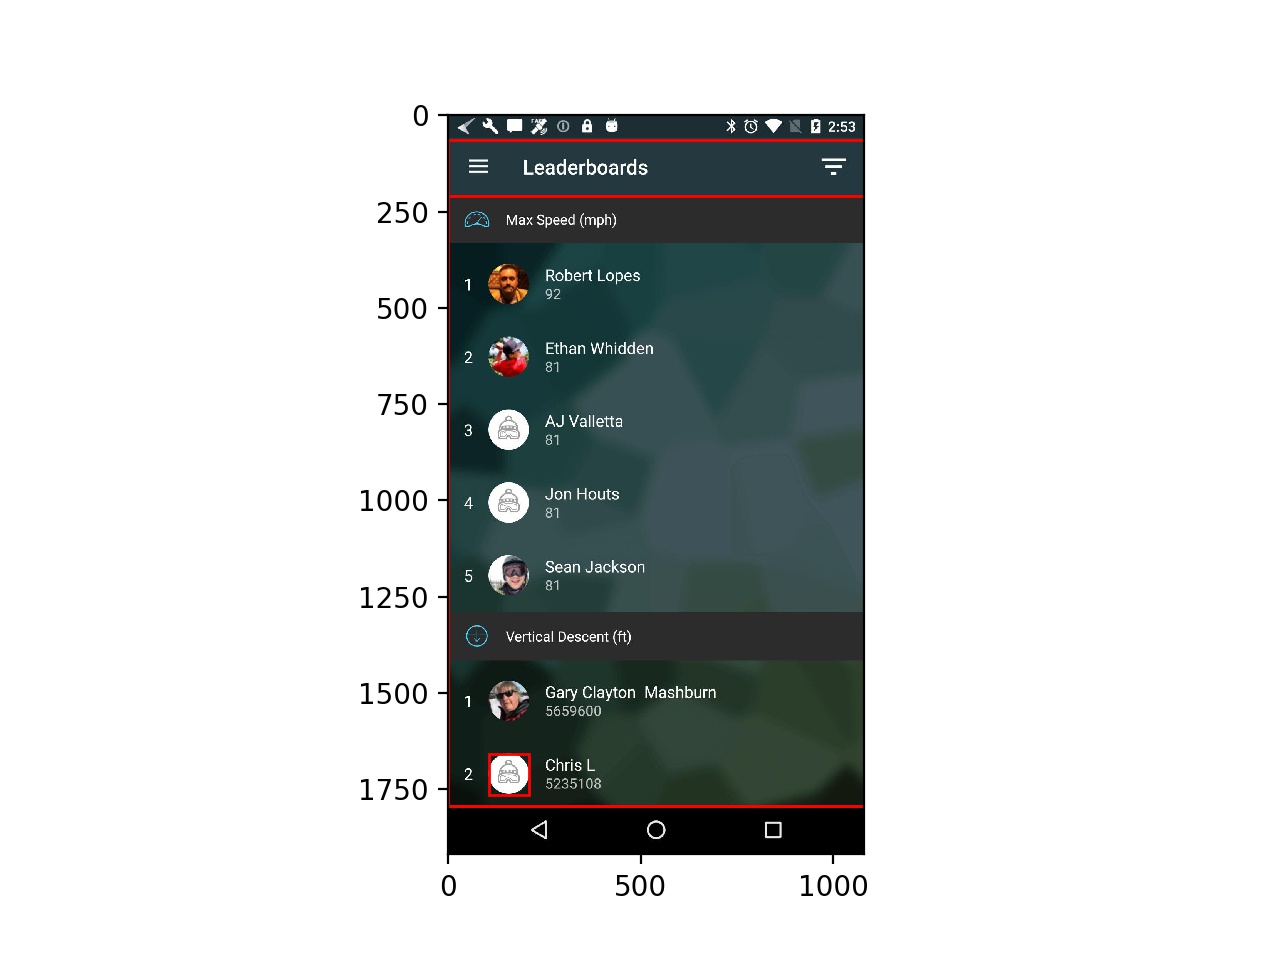 0
2:53
Leaderboards
250
Max Speed (mph)
1
Robert Lopes
92
500
2
Ethan Whidden
81
750
3
AJ Valletta
81
1000
4
Jon Houts
81
5
Sean Jackson
81
1250
Vertical Descent (ft)
1500
1
Gary Clayton  Mashburn
5659600
1750
2
Chris L
5235108
0 500 1000